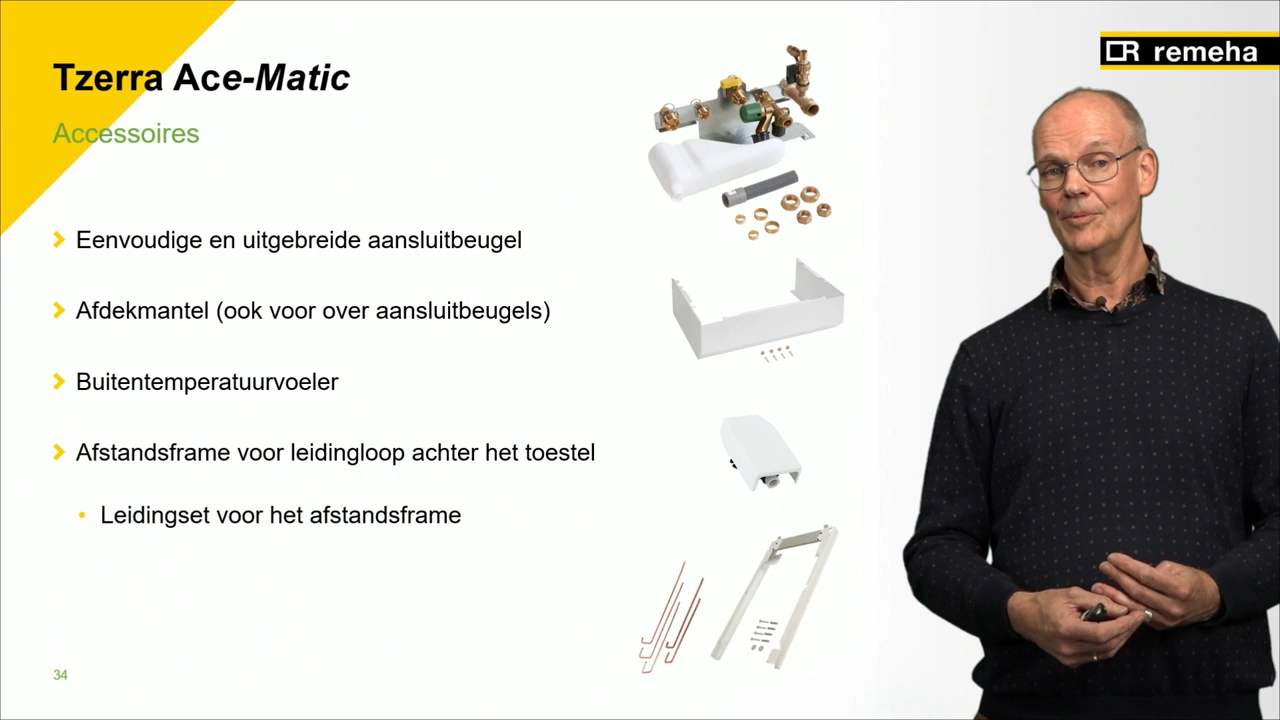 Tzerra Ace-Matic
remeha
Accessoires
Eenvoudige en uitgebreide aansluitbeugel
Afdekmantel (ook voor over aansluitbeugels)
Buitentemperatuurvoeler
Afstandsframe voor leidingloop achter het toestel
Leidingset voor het afstandsframe
34